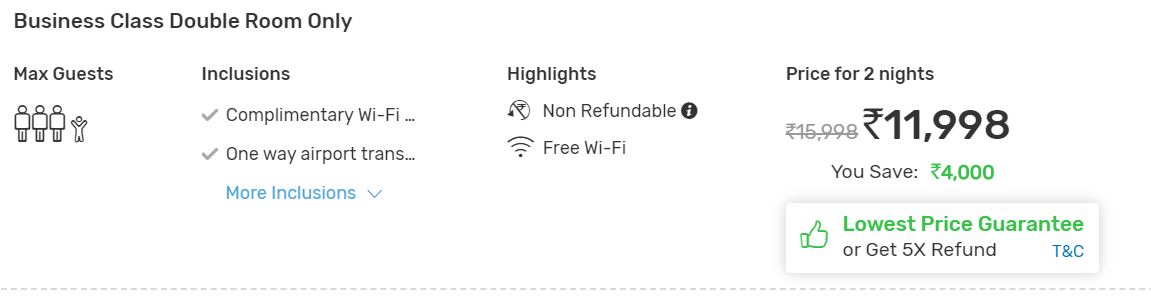 Business Class Double Room Only
Max Guests
Inclusions
Complimentary Wi-Fi ...
One way airport trans...
More Inclusions
Highlights
Non Refundable
Free Wi-Fi
Price for 2 nights
₹15,998 ₹11,998
You Save: ₹4,000
Lowest Price Guarantee
or Get 5X Refund T&C